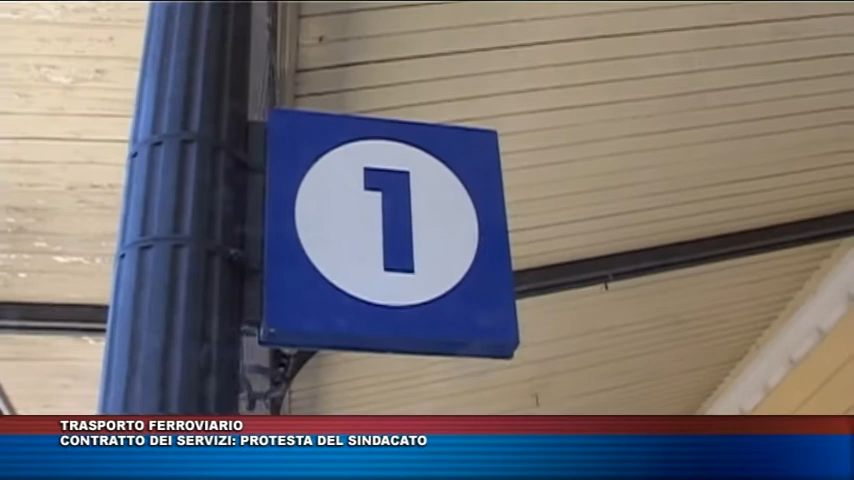 1
TRASPORTO FERROVIARIO
CONTRATTO DEI SERVIZI: PROTESTA DEL SINDACATO